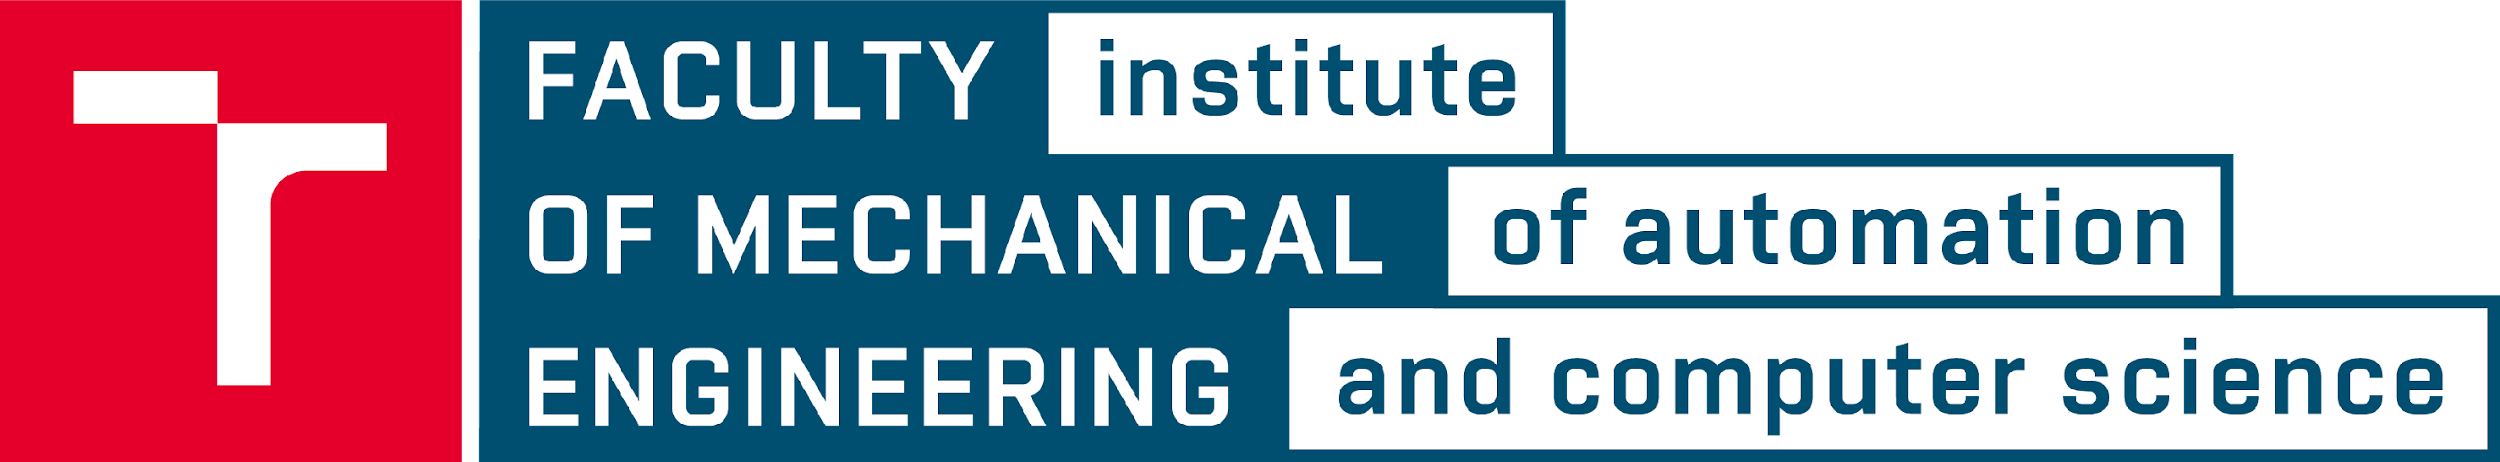 FACULTY institute
OF MECHANICAL of automation
ENGINEERING and computer science